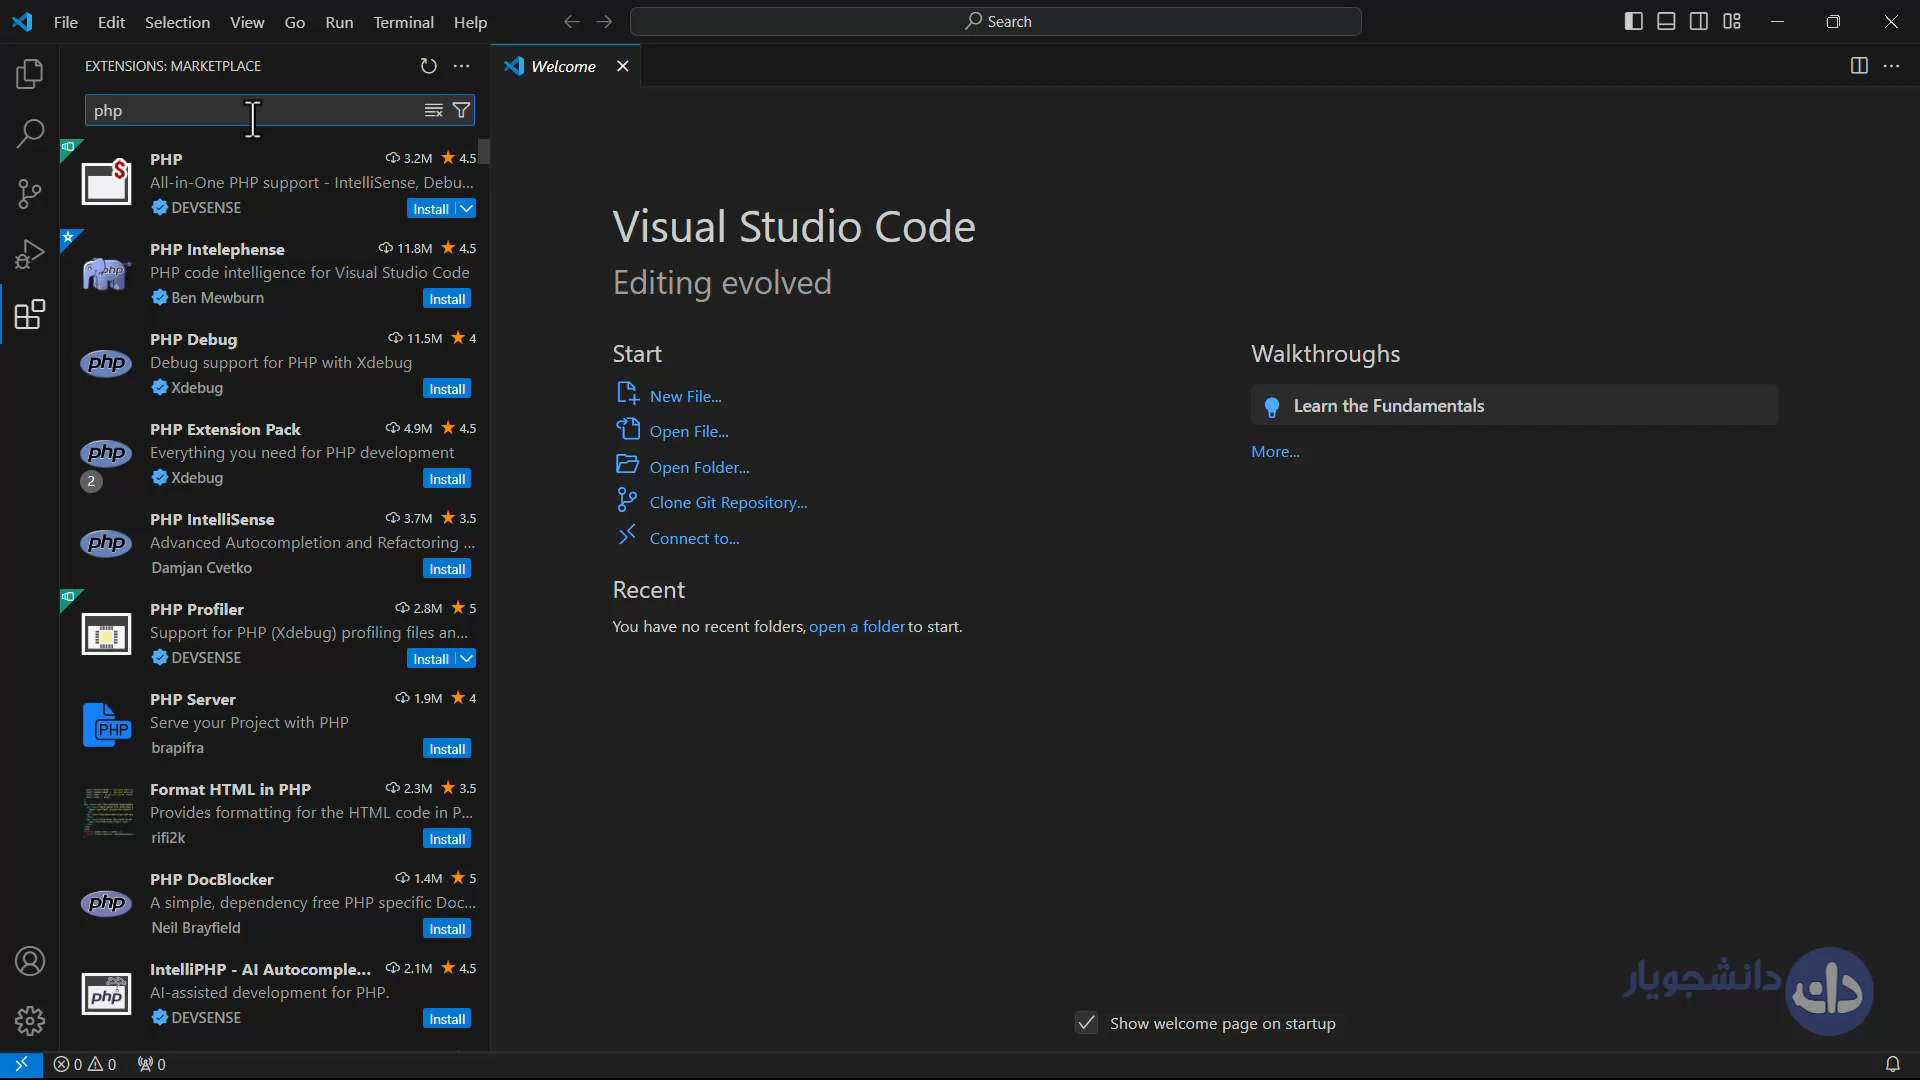 File Edit Selection View Go Run Terminal Help
Search
EXTENSIONS: MARKETPLACE
Welcome
php
PHP 3.2M 4.5
All-in-One PHP support - IntelliSense, Debu...
DEVSENSE Install
PHP Intelephense 11.8M 4.5
PHP code intelligence for Visual Studio Code
Ben Mewburn Install
PHP Debug 11.5M 4
Debug support for PHP with Xdebug
Xdebug Install
PHP Extension Pack 4.9M 4.5
Everything you need for PHP development
2 Xdebug Install
PHP IntelliSense 3.7M 3.5
Advanced Autocompletion and Refactoring ...
Damjan Cvetko Install
PHP Profiler 2.8M 5
Support for PHP (Xdebug) profiling files an...
DEVSENSE Install
PHP Server 1.9M 4
Serve your Project with PHP
brapifra Install
Format HTML in PHP 2.3M 3.5
Provides formatting for the HTML code in P...
rifi2k Install
PHP DocBlocker 1.4M 5
A simple, dependency free PHP specific Doc...
Neil Brayfield Install
IntelliPHP - AI Autocomple... 2.1M 4.5
AI-assisted development for PHP.
DEVSENSE Install
Visual Studio Code
Editing evolved
Start
New File...
Open File...
Open Folder...
Clone Git Repository...
Connect to...
Recent
You have no recent folders, open a folder to start.
Walkthroughs
Learn the Fundamentals
More...
Show welcome page on startup
دانشجویار
0 0 0